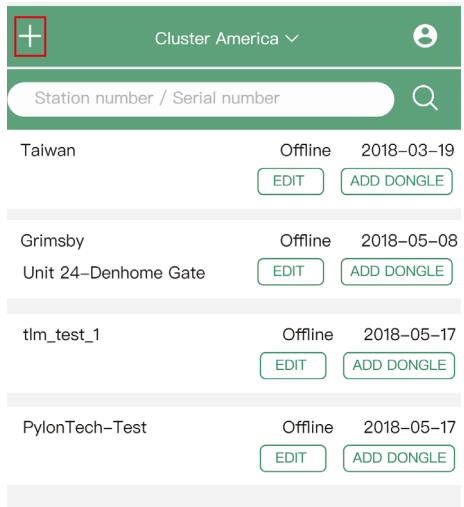 Cluster America
Station number / Serial number
Taiwan Offline 2018-03-19
EDIT ADD DONGLE
Grimsby Offline 2018-05-08
Unit 24-Denhome Gate EDIT ADD DONGLE
tlm_test_1 Offline 2018-05-17
EDIT ADD DONGLE
PylonTech-Test Offline 2018-05-17
EDIT ADD DONGLE